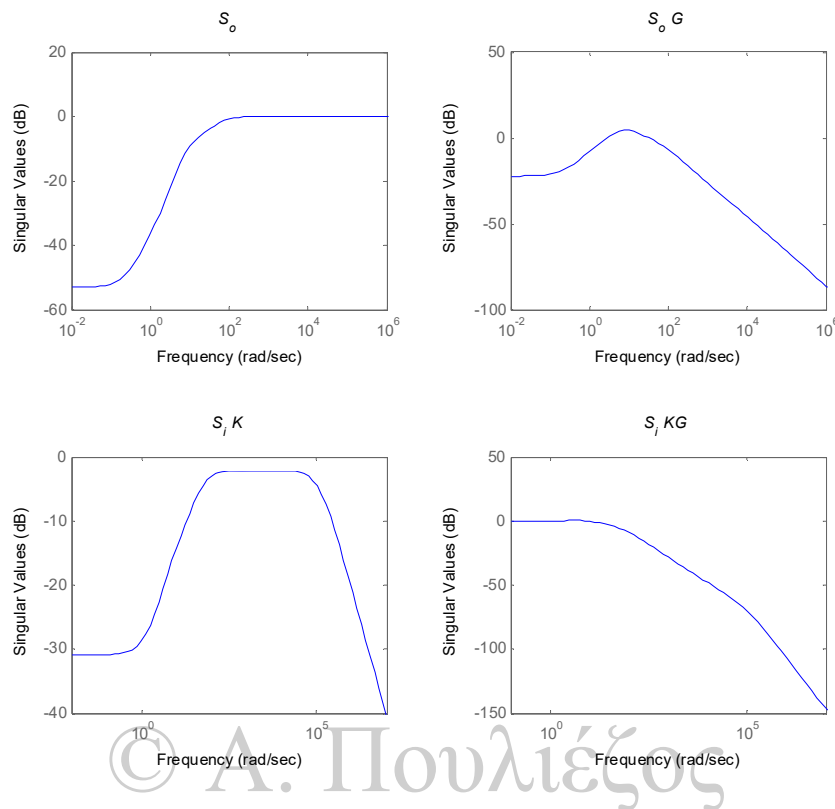 S_o
Singular Values (dB)
50
0
-20
-40
-60
20
10^-2
10^0
10^2
10^4
10^6
Frequency (rad/sec)
S_o G
Singular Values (dB)
50
0
-50
-100
10^-2
10^0
10^2
10^4
10^6
Frequency (rad/sec)
S_i K
Singular Values (dB)
0
-10
-20
-30
-40
10^0
10^5
Frequency (rad/sec)
S_i KG
Singular Values (dB)
50
0
-50
-100
-150
10^0
10^5
Frequency (rad/sec)
© Α. Πουλιέζος